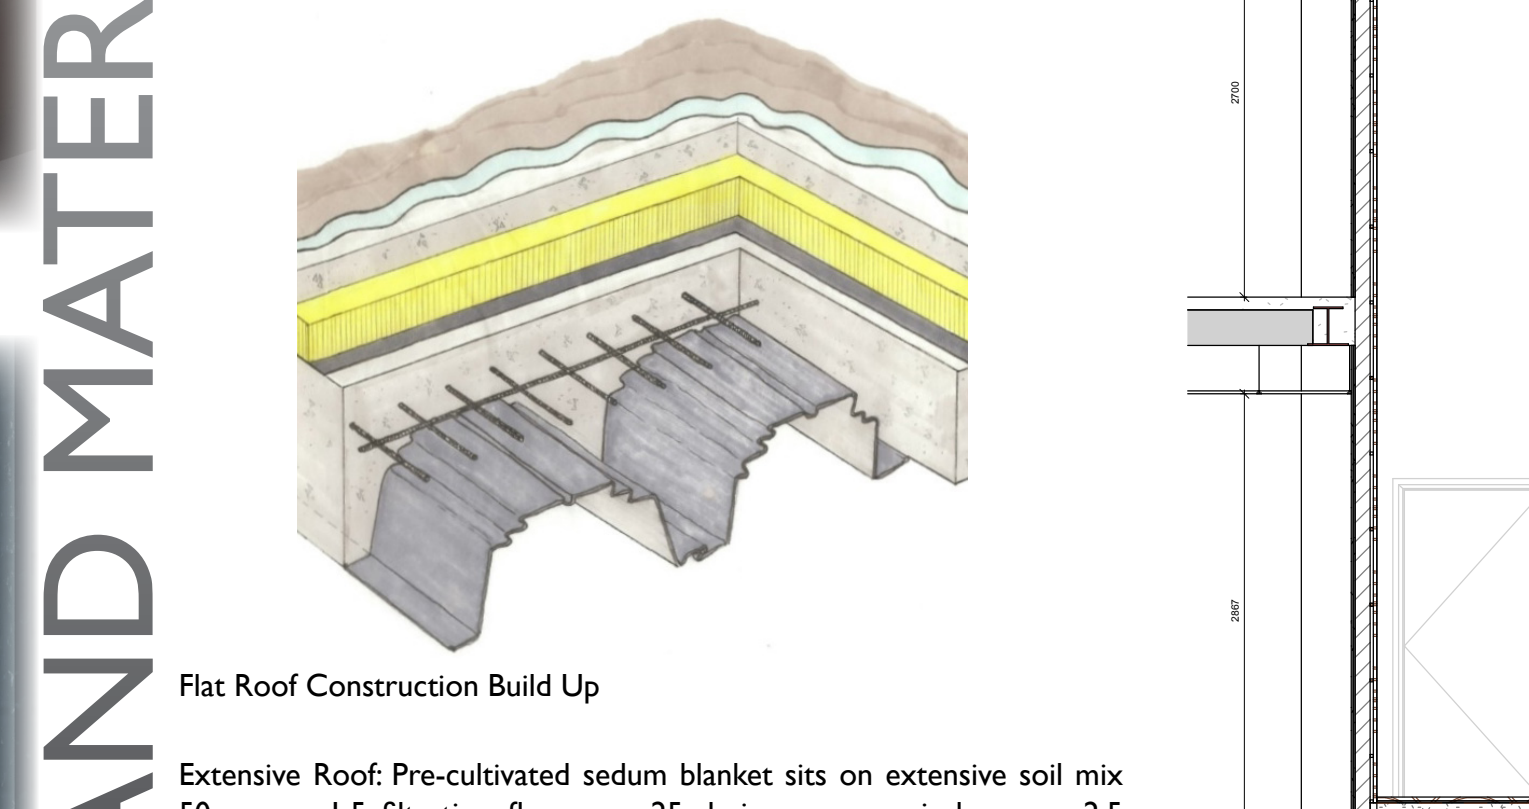 AND MATER
2700
2867
Flat Roof Construction Build Up
Extensive Roof: Pre-cultivated sedum blanket sits on extensive soil mix